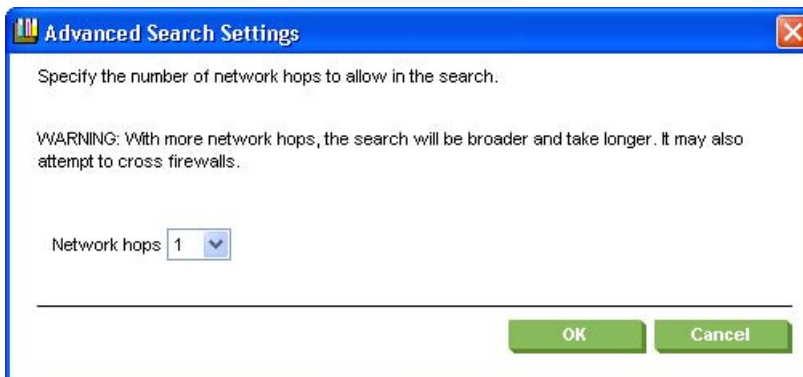 Advanced Search Settings
Specify the number of network hops to allow in the search.
WARNING: With more network hops, the search will be broader and take longer. It may also
attempt to cross firewalls.
Network hops 1
OK Cancel